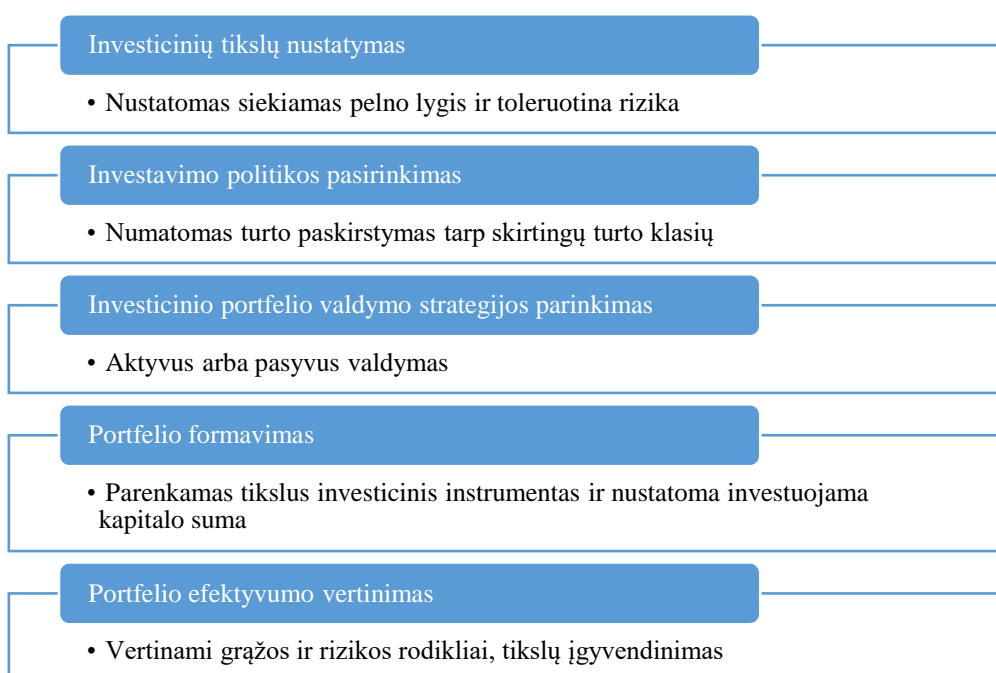 Investicinių tikslų nustatymas
• Nustatomas siekiamas pelno lygis ir toleruotina rizika
Investavimo politikos pasirinkimas
• Numatomas turto paskirstymas tarp skirtingų turto klasių
Investicinio portfelio valdymo strategijos parinkimas
• Aktyvus arba pasyvus valdymas
Portfelio formavimas
• Parenkamas tikslus investicinis instrumentas ir nustatoma investuojama
kapitalo suma
Portfelio efektyvumo vertinimas
• Vertinami grąžos ir rizikos rodikliai, tikslų įgyvendinimas